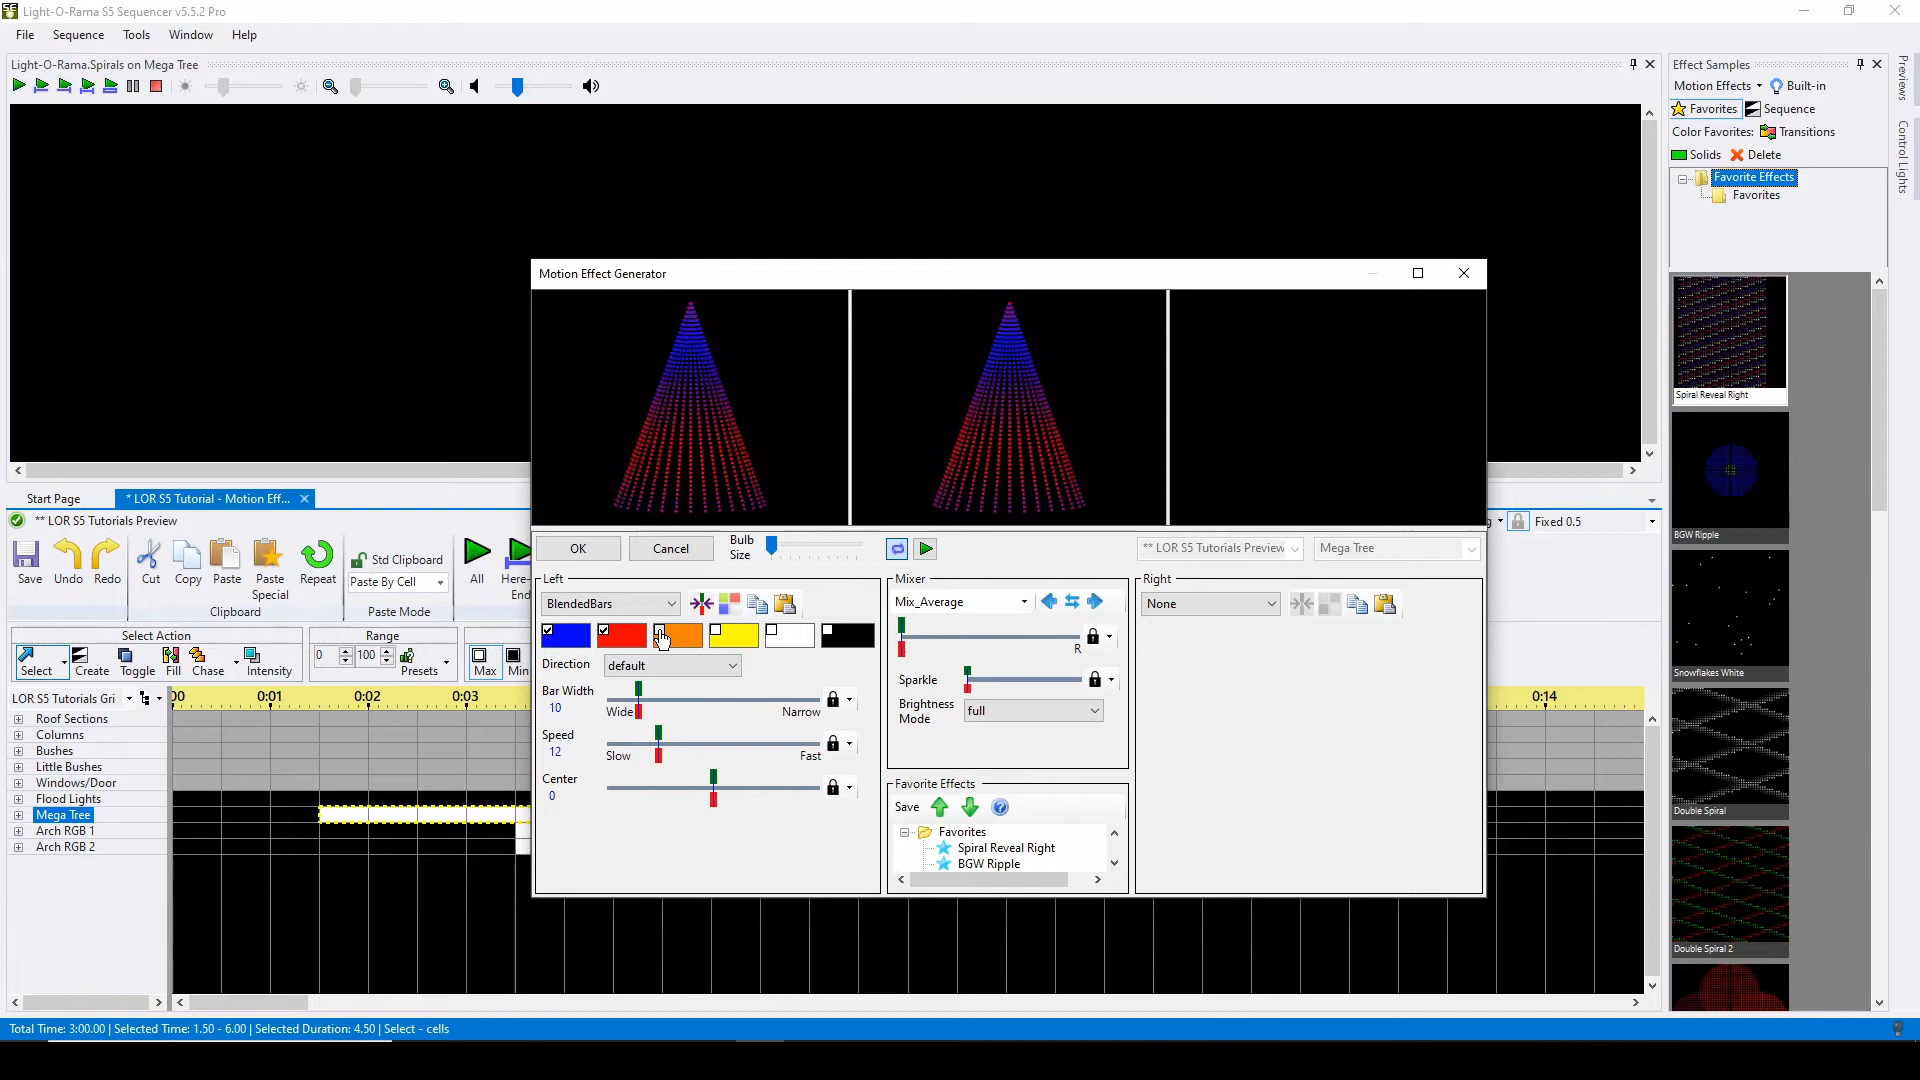 Light-O-Rama S5 Sequencer v5.5.2 Pro
File Sequence Tools Window Help
Light-O-Rama.Spirals on Mega Tree
Effect Samples
Motion Effects Built-in
Favorites Sequence
Color Favorites: Transitions
Solids Delete
Favorite Effects
Favorites
Previews
Control Lights
Spiral Reveal Right
BGW Ripple
Snowflakes White
Double Spiral
Double Spiral 2
Motion Effect Generator
OK Cancel Bulb Size ** LOR S5 Tutorials Preview Mega Tree
Left
BlendedBars
Direction default
Bar Width
10
Wide Narrow
Speed
12
Slow Fast
Center
0
Mixer
Mix_Average
R
Sparkle
Brightness
Mode
full
Favorite Effects
Save
Favorites
Spiral Reveal Right
BGW Ripple
Right
None
Start Page * LOR S5 Tutorial - Motion Eff...
** LOR S5 Tutorials Preview
Fixed 0.5
Save Undo Redo Cut Copy Paste Paste Special Repeat
Clipboard
Std Clipboard
Paste By Cell
Paste Mode
All Here-End
Select Action
Select Create Toggle Fill Chase Intensity
Range
0 100 Presets
Max Min
LOR S5 Tutorials Gri
:00 0:01 0:02 0:03 0:14
Roof Sections
Columns
Bushes
Little Bushes
Windows/Door
Flood Lights
Mega Tree
Arch RGB 1
Arch RGB 2
Total Time: 3:00.00 | Selected Time: 1.50 - 6.00 | Selected Duration: 4.50 | Select - cells